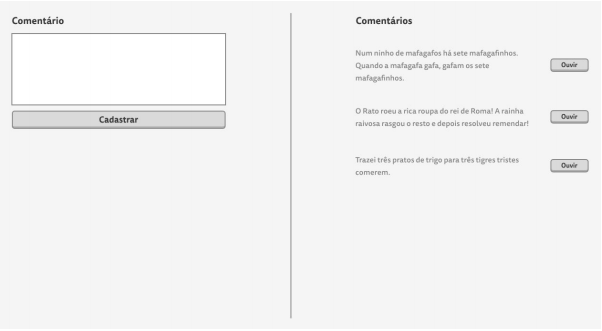 Comentário
Cadastrar
Comentários
Num ninho de mafagafos há sete mafagafinhos.
Quando a mafagafa gafa, gafam os sete
mafagafinhos.
Ouvir
O Rato roeu a rica roupa do rei de Roma! A rainha
raivosa rasgou o resto e depois resolveu remendar!
Ouvir
Trazei três pratos de trigo para três tigres tristes
comerem.
Ouvir